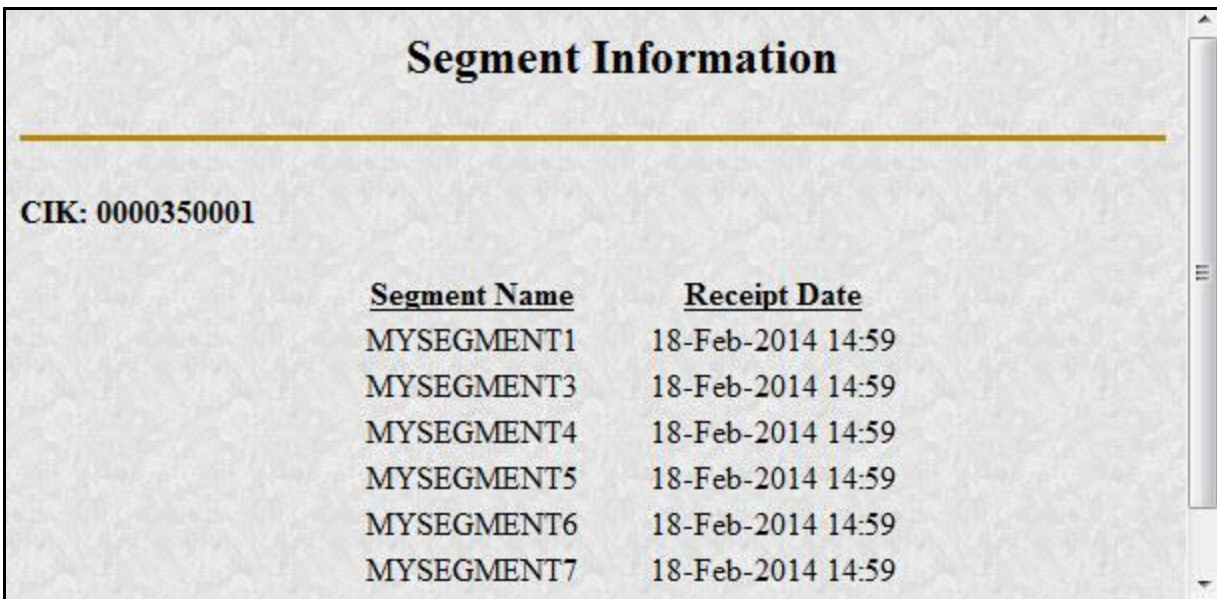 Segment Information
CIK: 0000350001
Segment Name Receipt Date
MYSEGMENT1 18-Feb-2014 14:59
MYSEGMENT3 18-Feb-2014 14:59
MYSEGMENT4 18-Feb-2014 14:59
MYSEGMENT5 18-Feb-2014 14:59
MYSEGMENT6 18-Feb-2014 14:59
MYSEGMENT7 18-Feb-2014 14:59